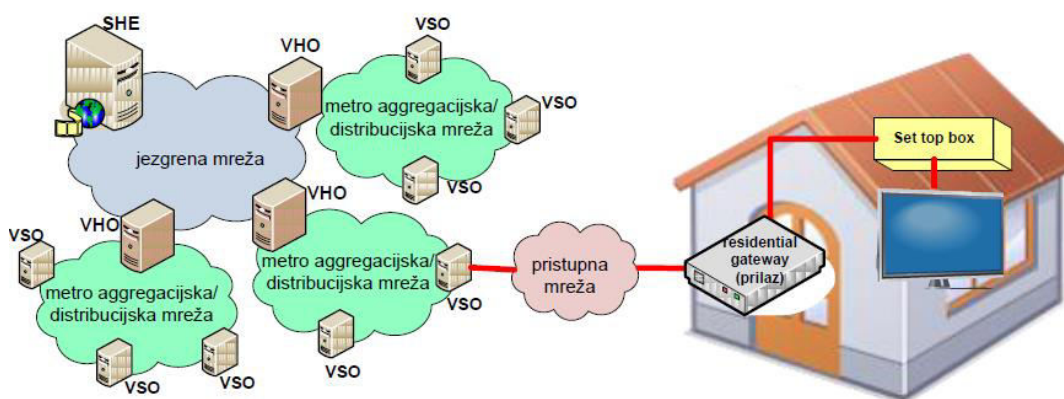 SHE
VHO
VSO
metro aggregacijska/
distribucijska mreža
VSO
VSO
jezgrena mreža
VHO
metro aggregacijska/
distribucijska mreža
VSO
VSO
VHO
VSO
metro aggregacijska/
distribucijska mreža
VSO
VSO
pristupna
mreža
residential
gateway
(prilaz)
Set top box